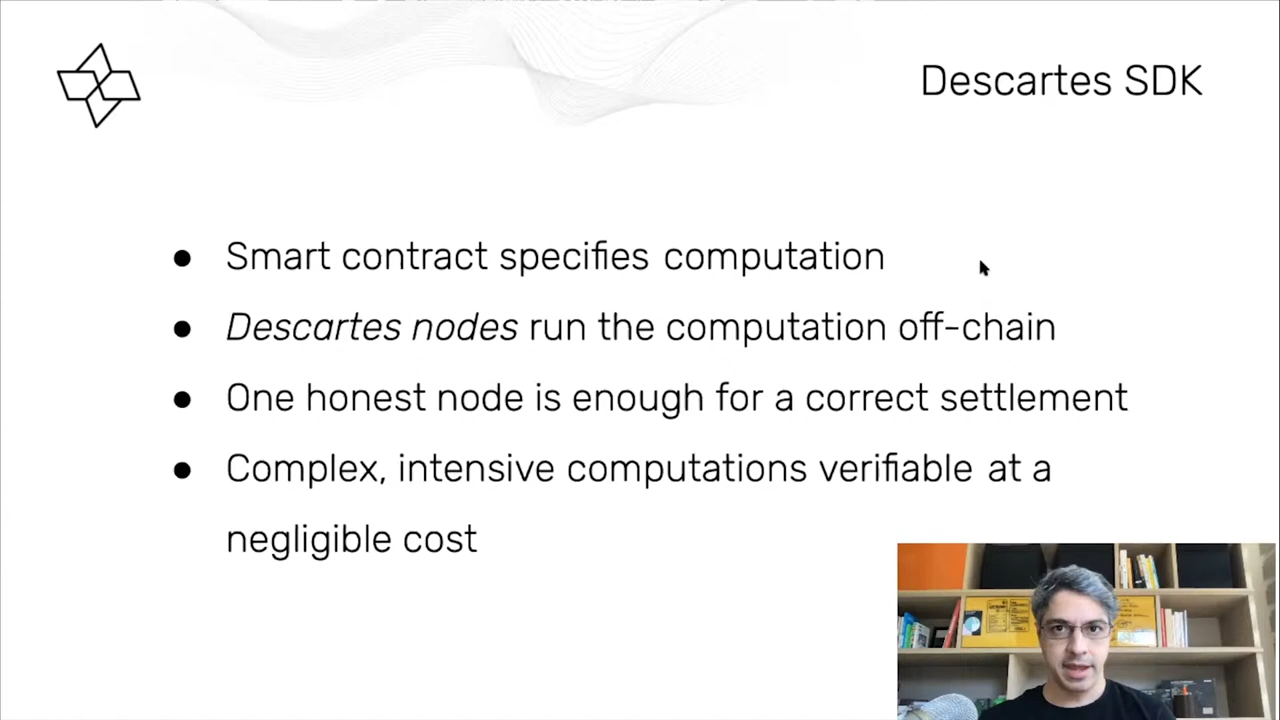 Descartes SDK
● Smart contract specifies computation
● Descartes nodes run the computation off-chain
● One honest node is enough for a correct settlement
● Complex, intensive computations verifiable at a
negligible cost